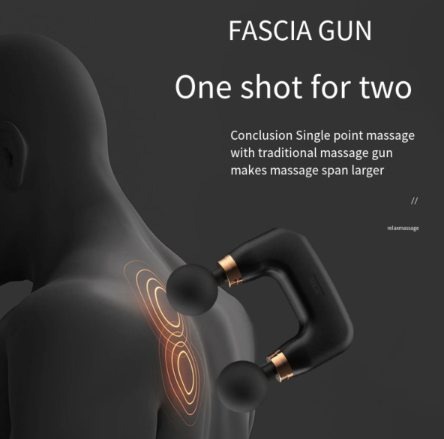 FASCIA GUN
One shot for two
Conclusion Single point massage
with traditional massage gun
makes massage span larger
//
relaxmassage